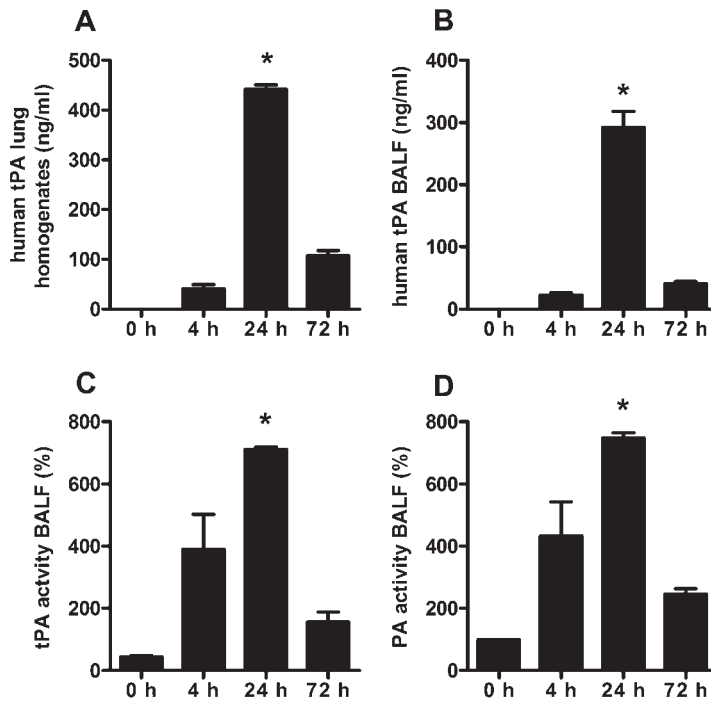 A
human tPA lung
homogenates (ng/ml)
500
400
300
200
100
0
*
0 h 4 h 24 h 72 h
B
human tPA BALF (ng/ml)
400
300
200
100
0
*
0 h 4 h 24 h 72 h
C
tPA actvity BALF (%)
800
600
400
200
0
*
0 h 4 h 24 h 72 h
D
PA activity BALF (%)
800
600
400
200
0
*
0 h 4 h 24 h 72 h